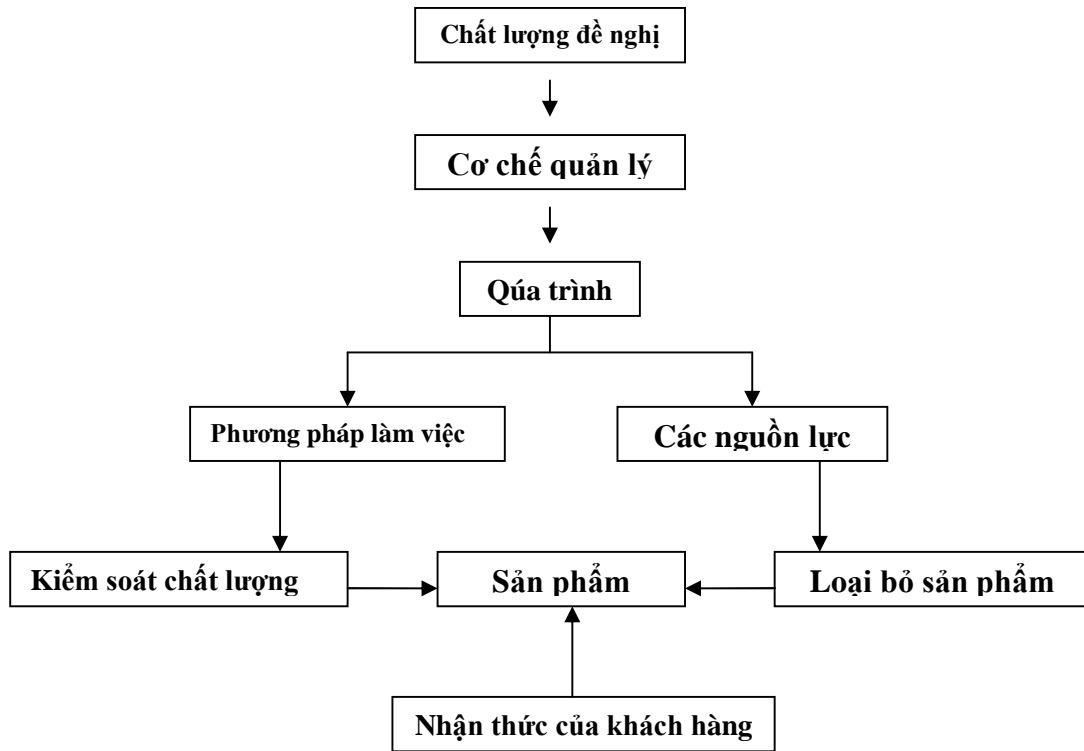 Chất lượng đề nghị
Cơ chế quản lý
Qúa trình
Phương pháp làm việc
Các nguồn lực
Kiểm soát chất lượng
Sản phẩm
Loại bỏ sản phẩm
Nhận thức của khách hàng